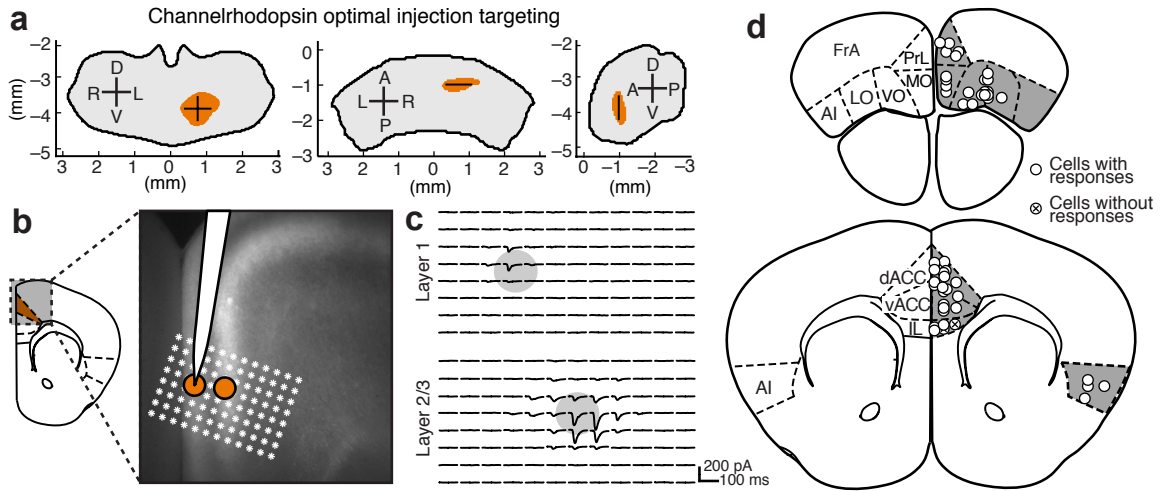 a
Channelrhodopsin optimal injection targeting
(mm)
−2
−3
−4
−5
D
R L
V
3 2 1 0 1 2 3
(mm)
0
−1
−2
−3
A
L R
P
3 2 1 0 1 2 3
(mm)
−2
−3
−4
−5
D
A P
V
0 −1 −2 −3
(mm)
b
c
Layer 1
Layer 2/3
200 pA
100 ms
d
FrA
PrL
MO
VO
LO
AI
Cells with
responses
Cells without
responses
dACC
vACC
IL
AI